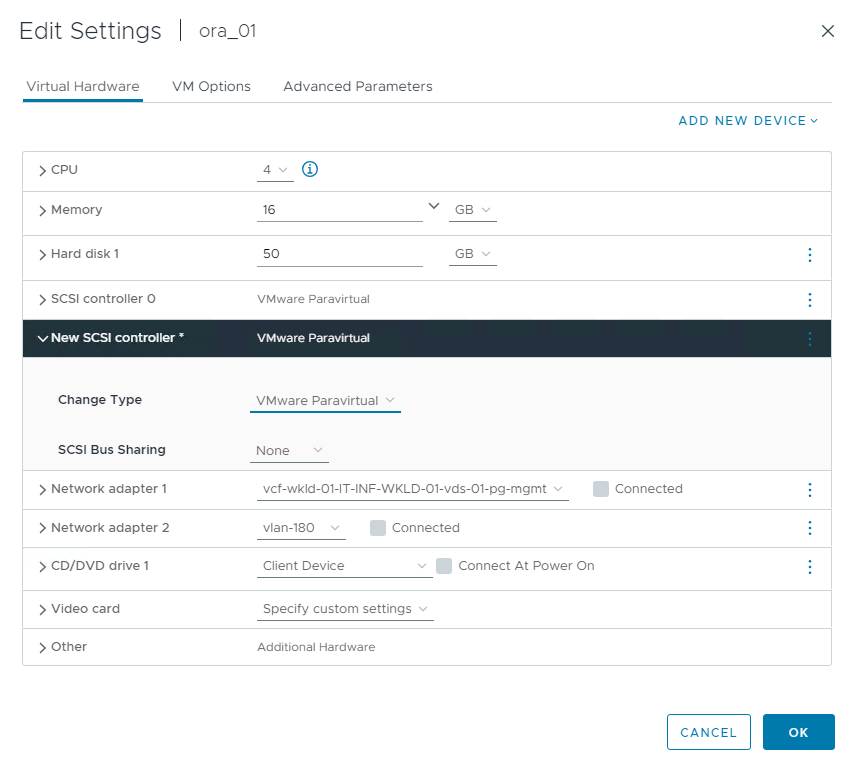 Edit Settings | ora_01
Virtual Hardware VM Options Advanced Parameters
ADD NEW DEVICE
CPU 4
Memory 16 GB
Hard disk 1 50 GB
SCSI controller 0 VMware Paravirtual
New SCSI controller * VMware Paravirtual
Change Type VMware Paravirtual
SCSI Bus Sharing None
Network adapter 1 vcf-wkld-01-IT-INF-WKLD-01-vds-01-pg-mgmt Connected
Network adapter 2 vlan-180 Connected
CD/DVD drive 1 Client Device Connect At Power On
Video card Specify custom settings
Other Additional Hardware
CANCEL OK